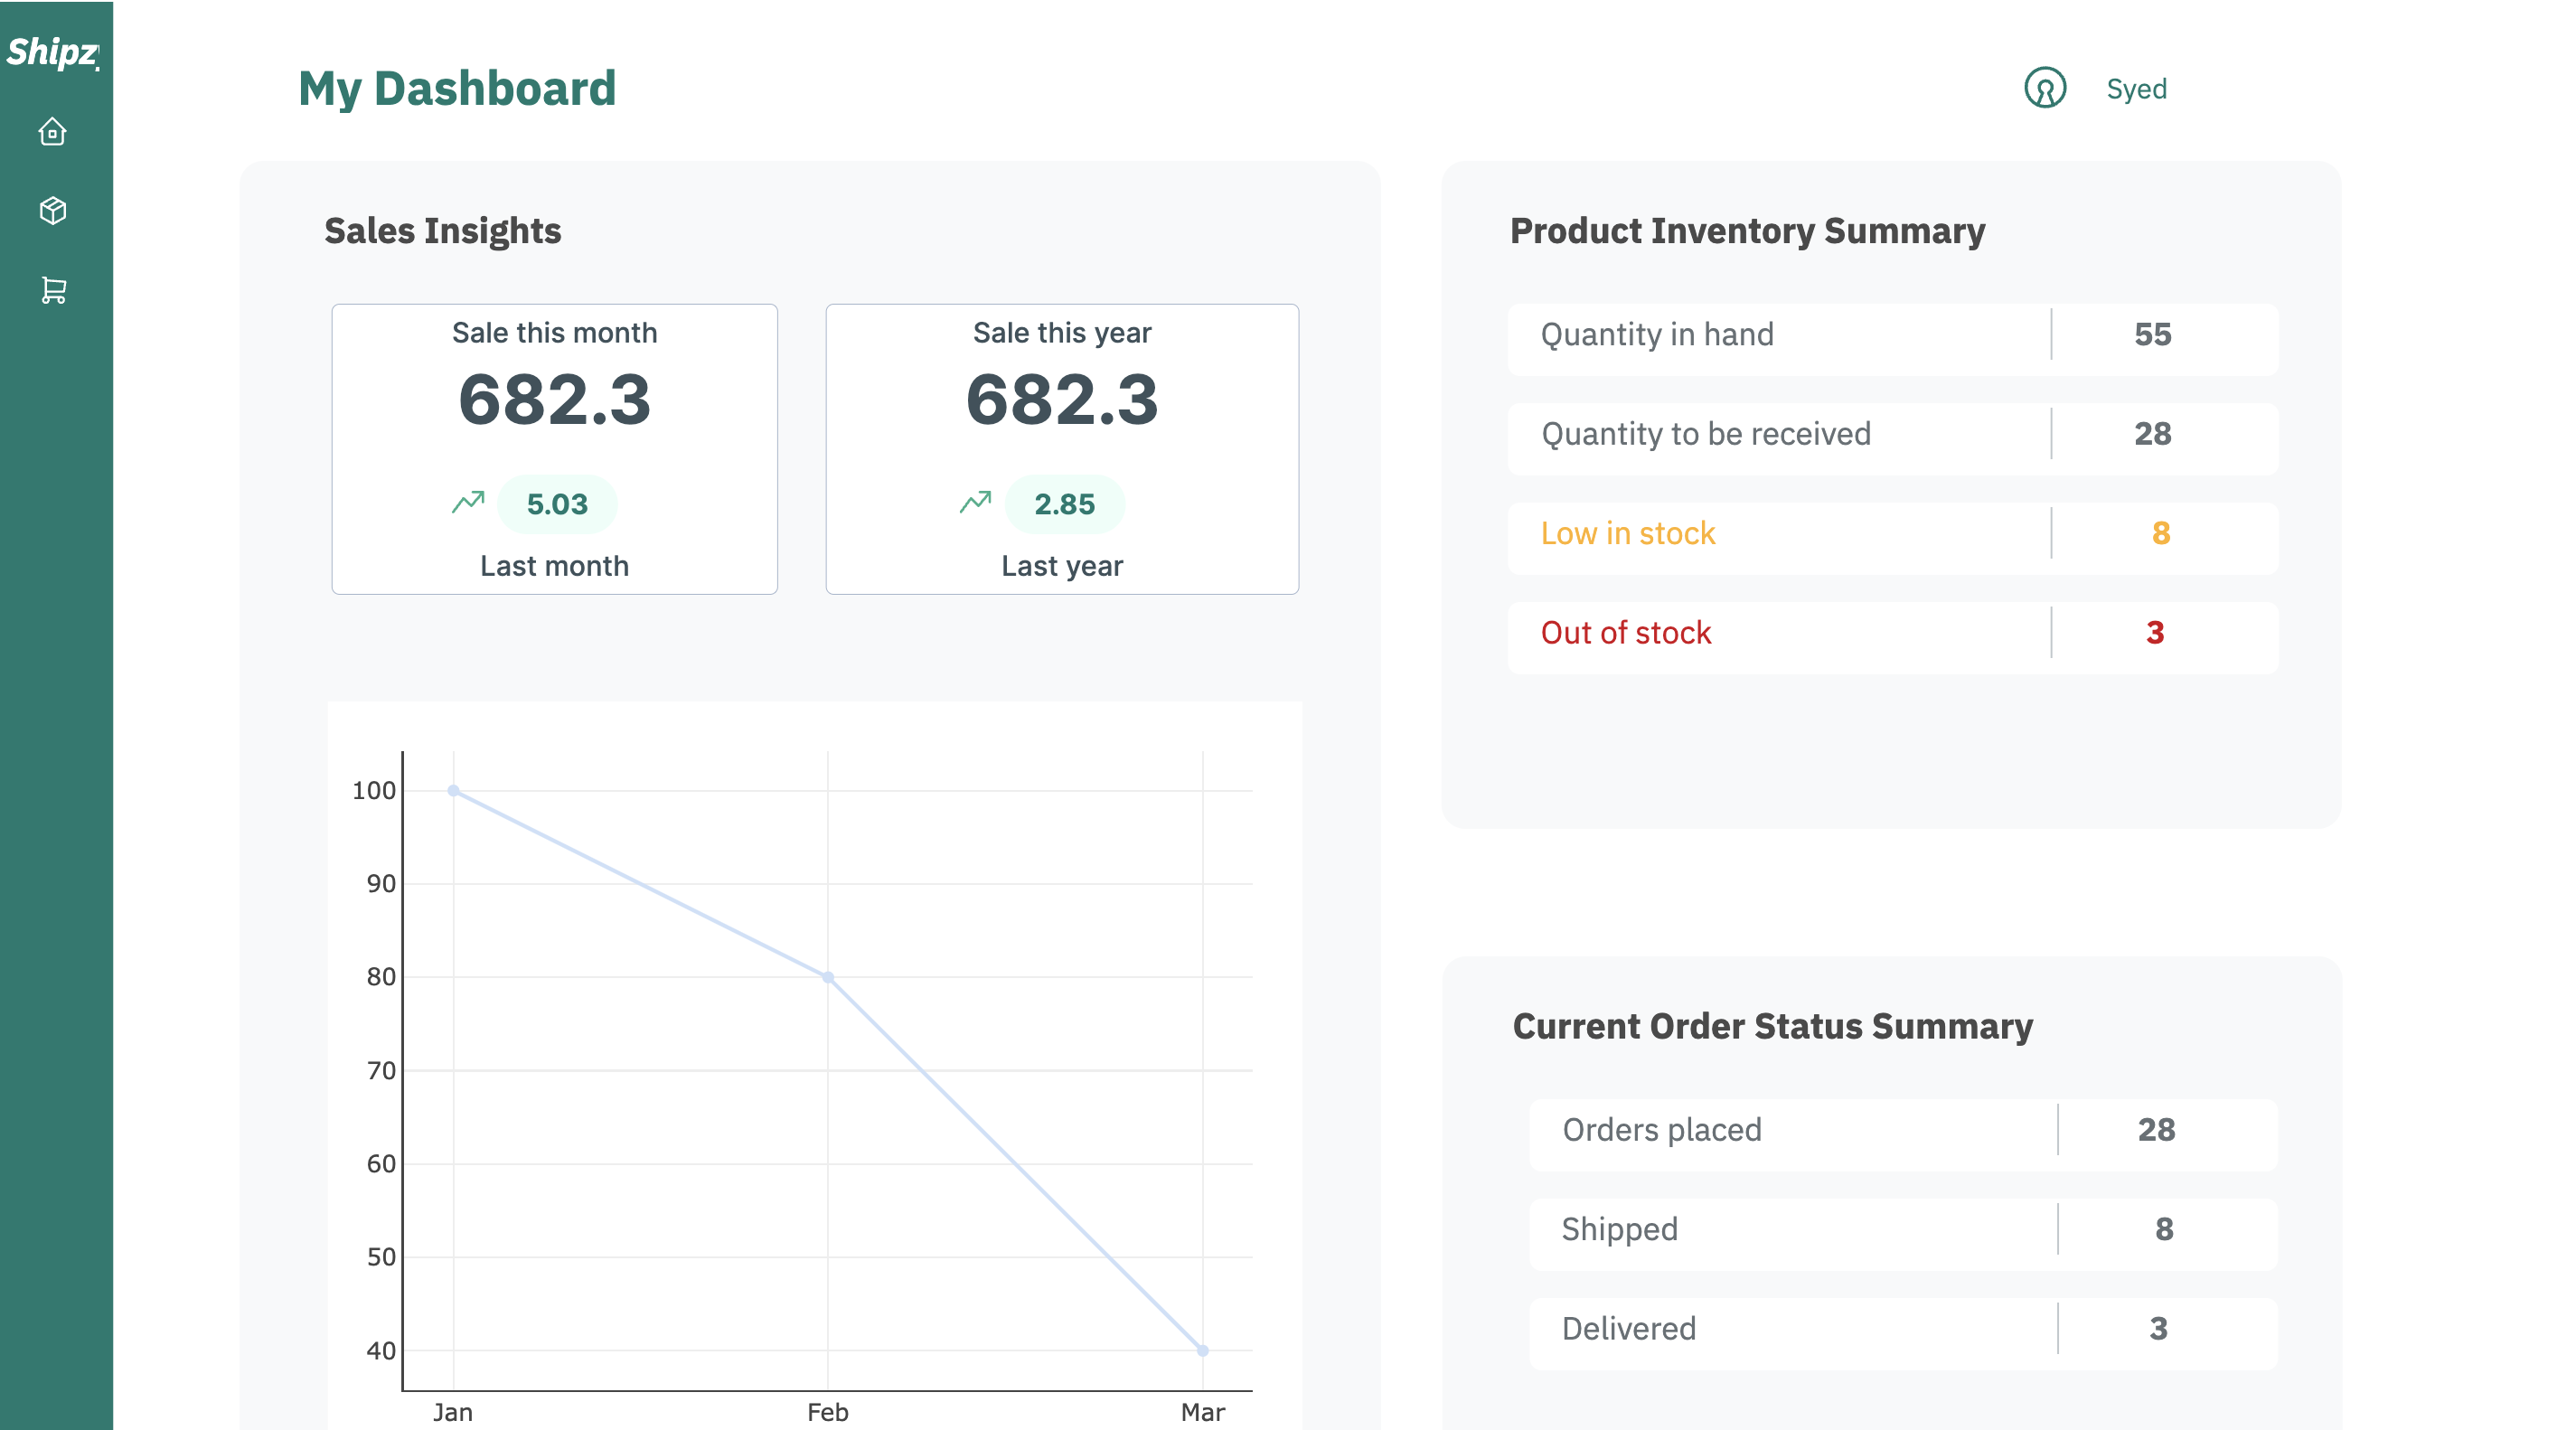 Shipz
My Dashboard
Syed
Sales Insights
Sale this month
682.3
5.03
Last month
Sale this year
682.3
2.85
Last year
100
90
80
70
60
50
40
Jan Feb Mar
Product Inventory Summary
Quantity in hand 55
Quantity to be received 28
Low in stock 8
Out of stock 3
Current Order Status Summary
Orders placed 28
Shipped 8
Delivered 3